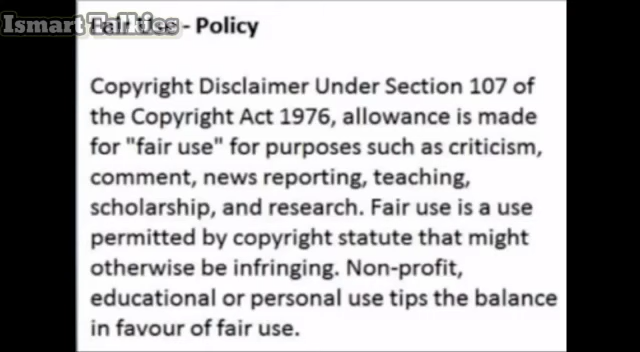 Ismart Talkies
Fair Use - Policy
Copyright Disclaimer Under Section 107 of
the Copyright Act 1976, allowance is made
for "fair use" for purposes such as criticism,
comment, news reporting, teaching,
scholarship, and research. Fair use is a use
permitted by copyright statute that might
otherwise be infringing. Non-profit,
educational or personal use tips the balance
in favour of fair use.